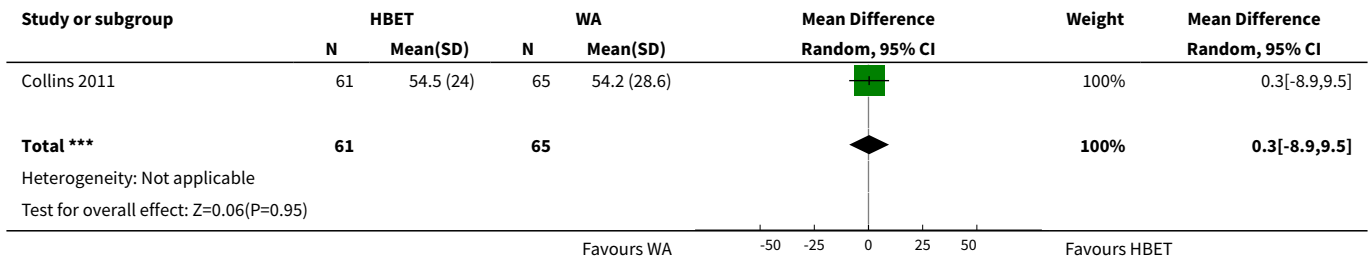 Study or subgroup HBET WA Mean Difference Weight Mean Difference
N Mean(SD) N Mean(SD) Random, 95% CI Random, 95% CI
Collins 2011 61 54.5 (24) 65 54.2 (28.6) 100% 0.3[-8.9,9.5]
Total *** 61 65 100% 0.3[-8.9,9.5]
Heterogeneity: Not applicable
Test for overall effect: Z=0.06(P=0.95)
Favours WA -50 -25 0 25 50 Favours HBET